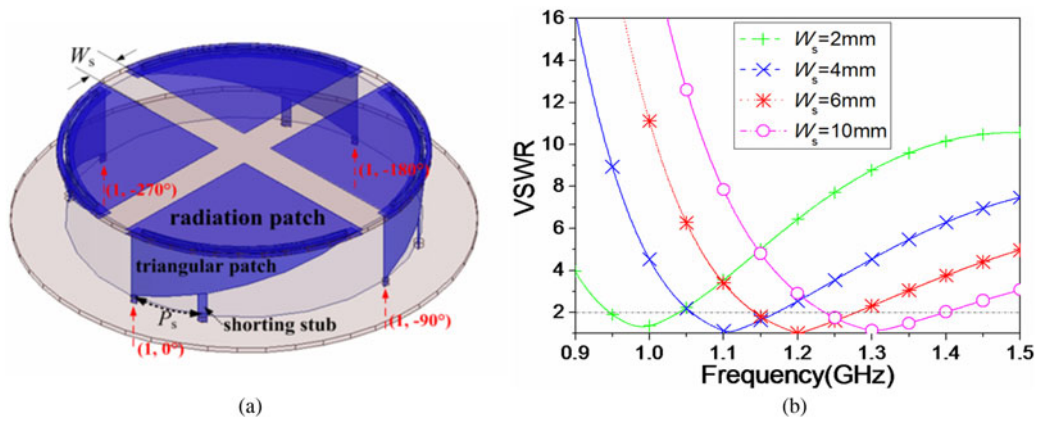 Ws
(1, -270°)
(1, -180°)
radiation patch
triangular patch
Ps
shorting stub
(1, 0°)
(1, -90°)
(a)
16
14
12
10
8
6
4
2
VSWR
Ws=2mm
Ws=4mm
Ws=6mm
Ws=10mm
0.9 1.0 1.1 1.2 1.3 1.4 1.5
Frequency(GHz)
(b)